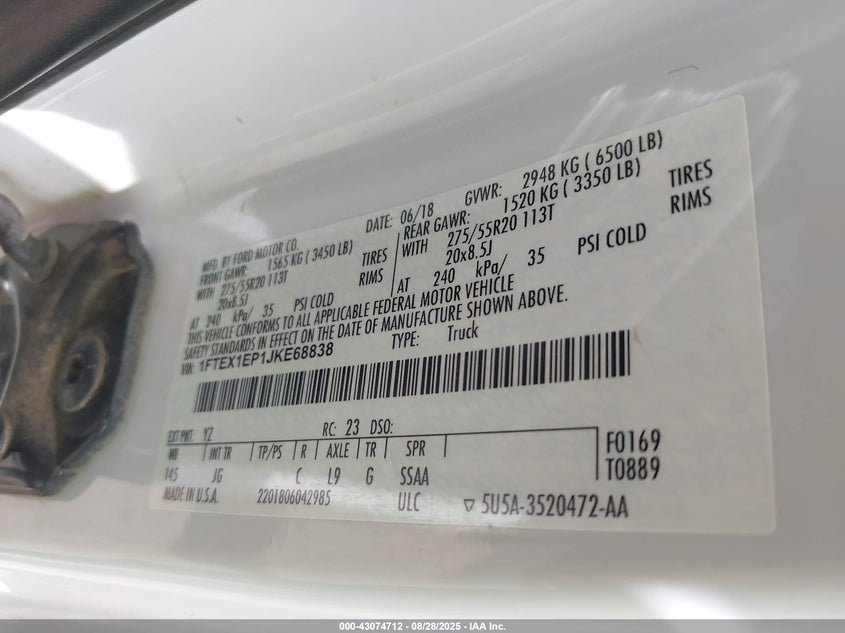 MFD. BY FORD MOTOR CO.
DATE: 06/18 GVWR: 2948 KG ( 6500 LB)
FRONT GAWR: 1565 KG ( 3450 LB) REAR GAWR: 1520 KG ( 3350 LB)
WITH 275/55R20 113T TIRES WITH 275/55R20 113T TIRES
20x8.5J RIMS 20x8.5J RIMS
AT 240 kPa/ 35 PSI COLD AT 240 kPa/ 35 PSI COLD
THIS VEHICLE CONFORMS TO ALL APPLICABLE FEDERAL MOTOR VEHICLE
SAFETY STANDARDS IN EFFECT ON THE DATE OF MANUFACTURE SHOWN ABOVE.
VIN: 1FTEX1EP1JKE68838 TYPE: Truck
EXT PNT: YZ RC: 23 DSO:
WB INT TR TP/PS R AXLE TR SPR F0169
145 JG C L9 G SSAA T0889
MADE IN U.S.A. 2201806042985 ULC ▽ 5U5A-3520472-AA
000-43074712 - 08/28/2025 - IAA Inc.